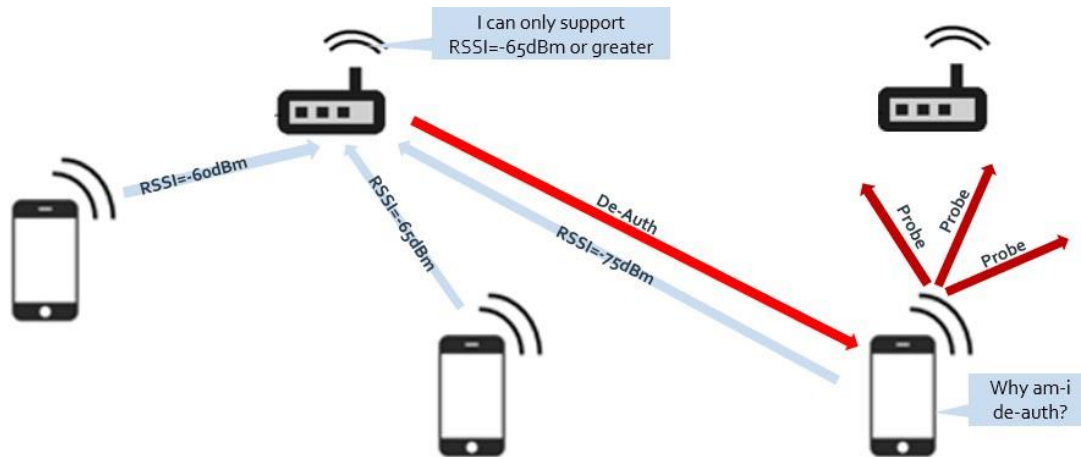 I can only support
RSSI=-65dBm or greater
RSSI=-60dBm
RSSI=-65dBm
De-Auth
RSSI=-75dBm
Probe
Probe
Probe
Why am-i
de-auth?